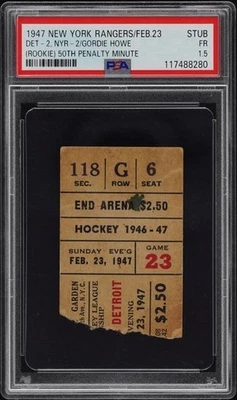 1947 NEW YORK RANGERS/FEB.23 STUB
DET - 2, NYR - 2/GORDIE HOWE FR
(ROOKIE) 50TH PENALTY MINUTE 1.5
PSA 117488280
118 G 6
SEC. ROW SEAT
END ARENA $2.50
HOCKEY 1946-47
SUNDAY EVE'G GAME
FEB. 23, 1947 23
GARDEN
DETROIT
EVENING
23, 1947
$2.50